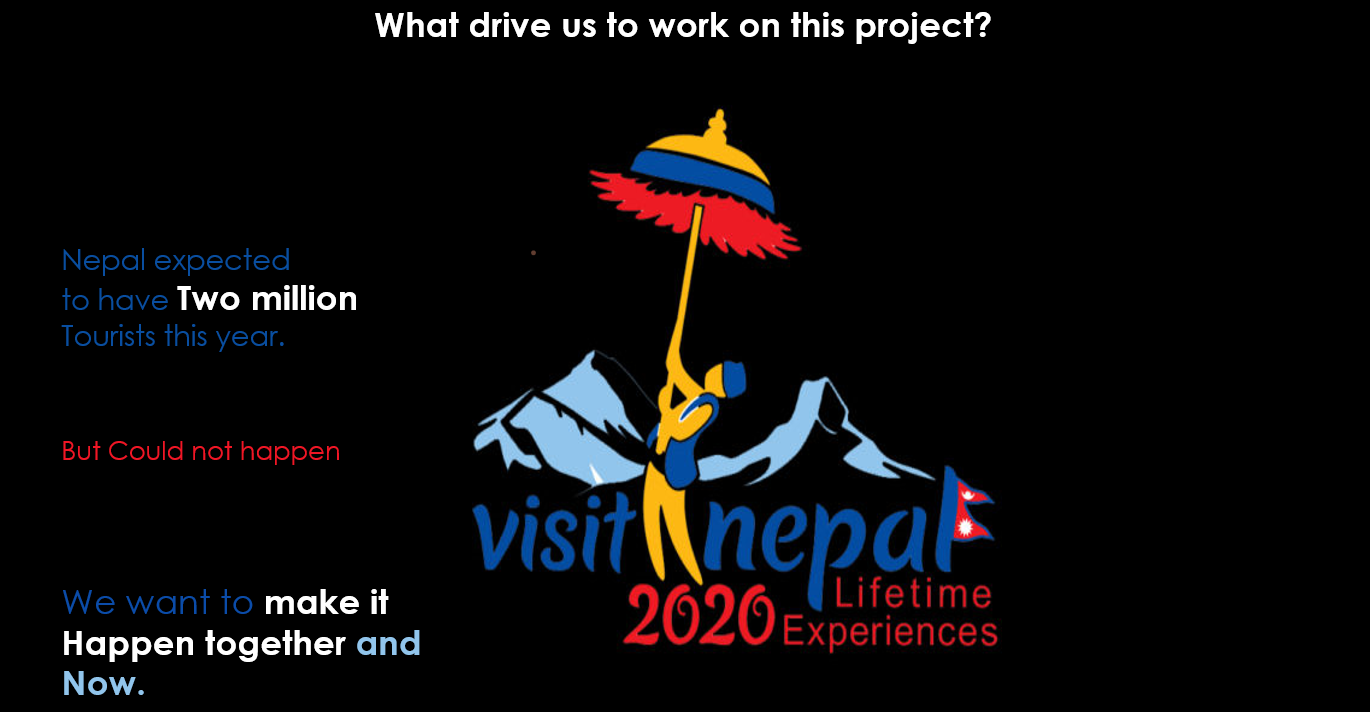 What drive us to work on this project?
Nepal expected
to have Two million
Tourists this year.
But Could not happen
We want to make it
Happen together and
Now.
visit nepal
2020 Lifetime
Experiences